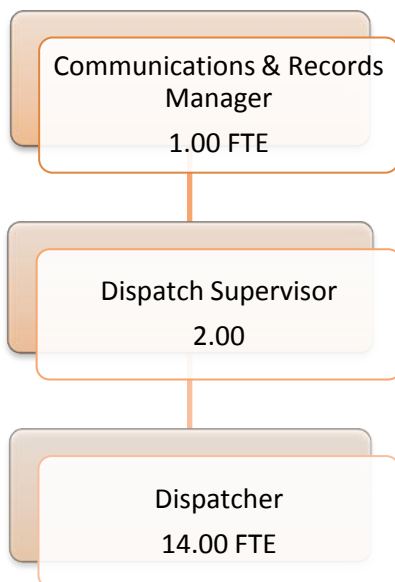 Communications & Records
Manager
1.00 FTE
Dispatch Supervisor
2.00
Dispatcher
14.00 FTE